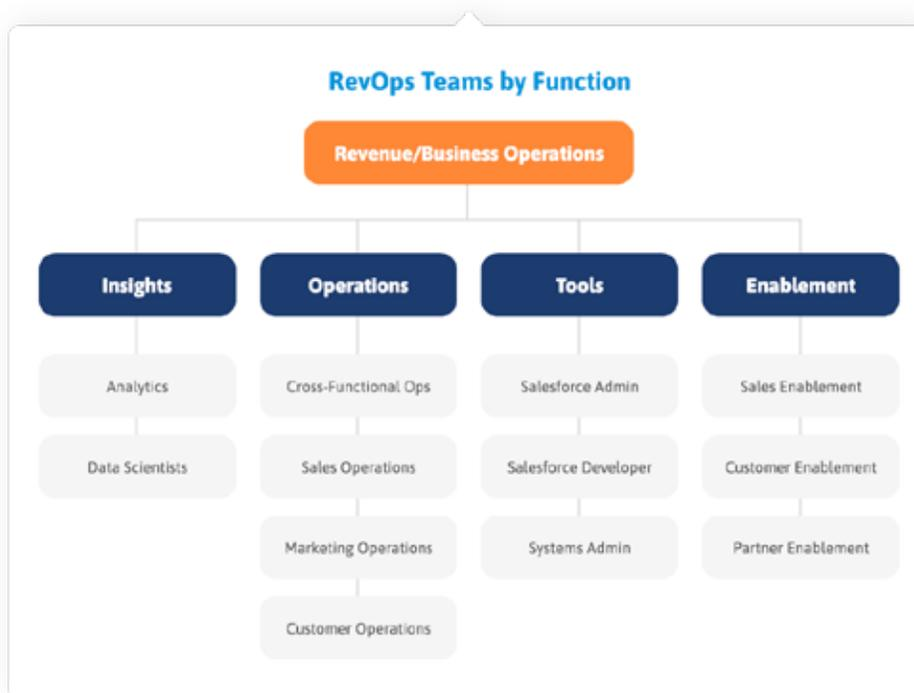 RevOps Teams by Function
Revenue/Business Operations
Insights
Operations
Tools
Enablement
Analytics
Cross-Functional Ops
Salesforce Admin
Sales Enablement
Data Scientists
Sales Operations
Salesforce Developer
Customer Enablement
Marketing Operations
Systems Admin
Partner Enablement
Customer Operations